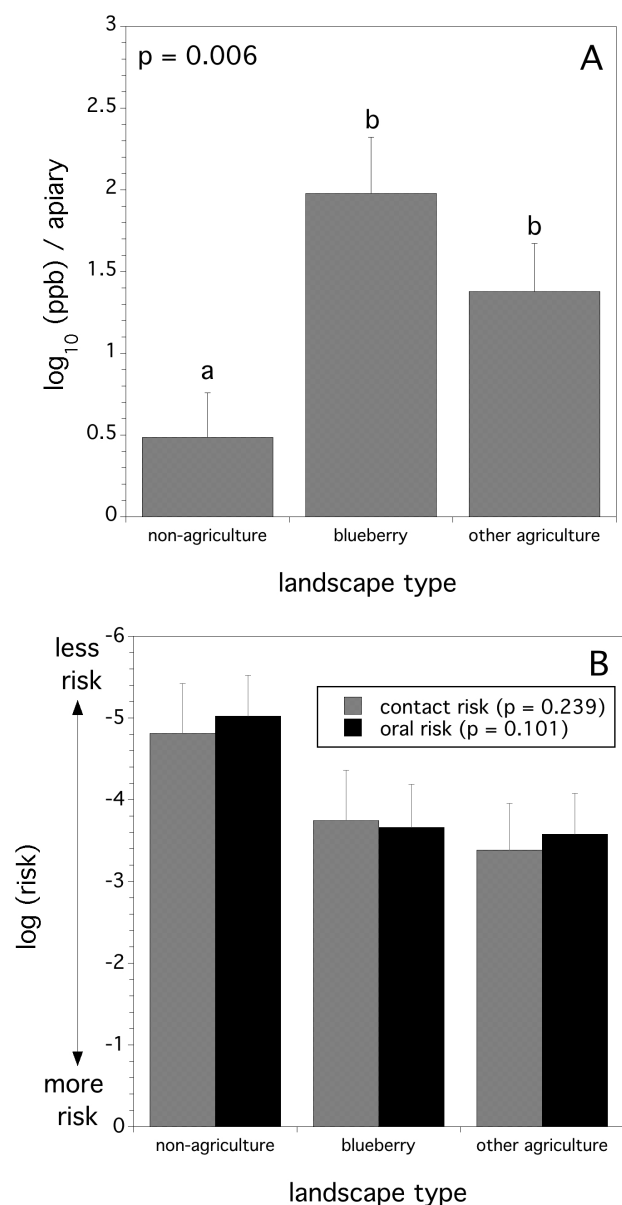 3
p = 0.006
A
2.5
b
2
b
1.5
a
1
0.5
0
log10 (ppb) / apiary
non-agriculture blueberry other agriculture
landscape type
less
risk
-6
B
contact risk (p = 0.239)
oral risk (p = 0.101)
-5
-4
-3
-2
-1
0
log (risk)
more
risk
non-agriculture blueberry other agriculture
landscape type